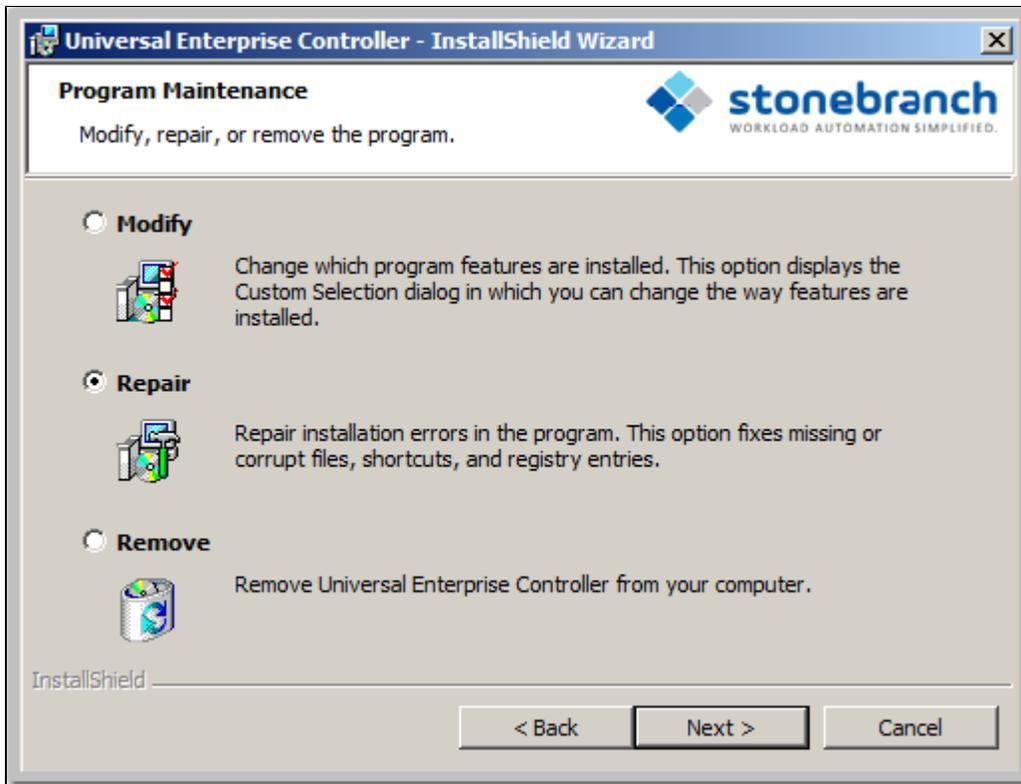 Universal Enterprise Controller - InstallShield Wizard
Program Maintenance
Modify, repair, or remove the program.
stonebranch
WORKLOAD AUTOMATION SIMPLIFIED.
Modify
Change which program features are installed. This option displays the
Custom Selection dialog in which you can change the way features are
installed.
Repair
Repair installation errors in the program. This option fixes missing or
corrupt files, shortcuts, and registry entries.
Remove
Remove Universal Enterprise Controller from your computer.
InstallShield
< Back
Next >
Cancel